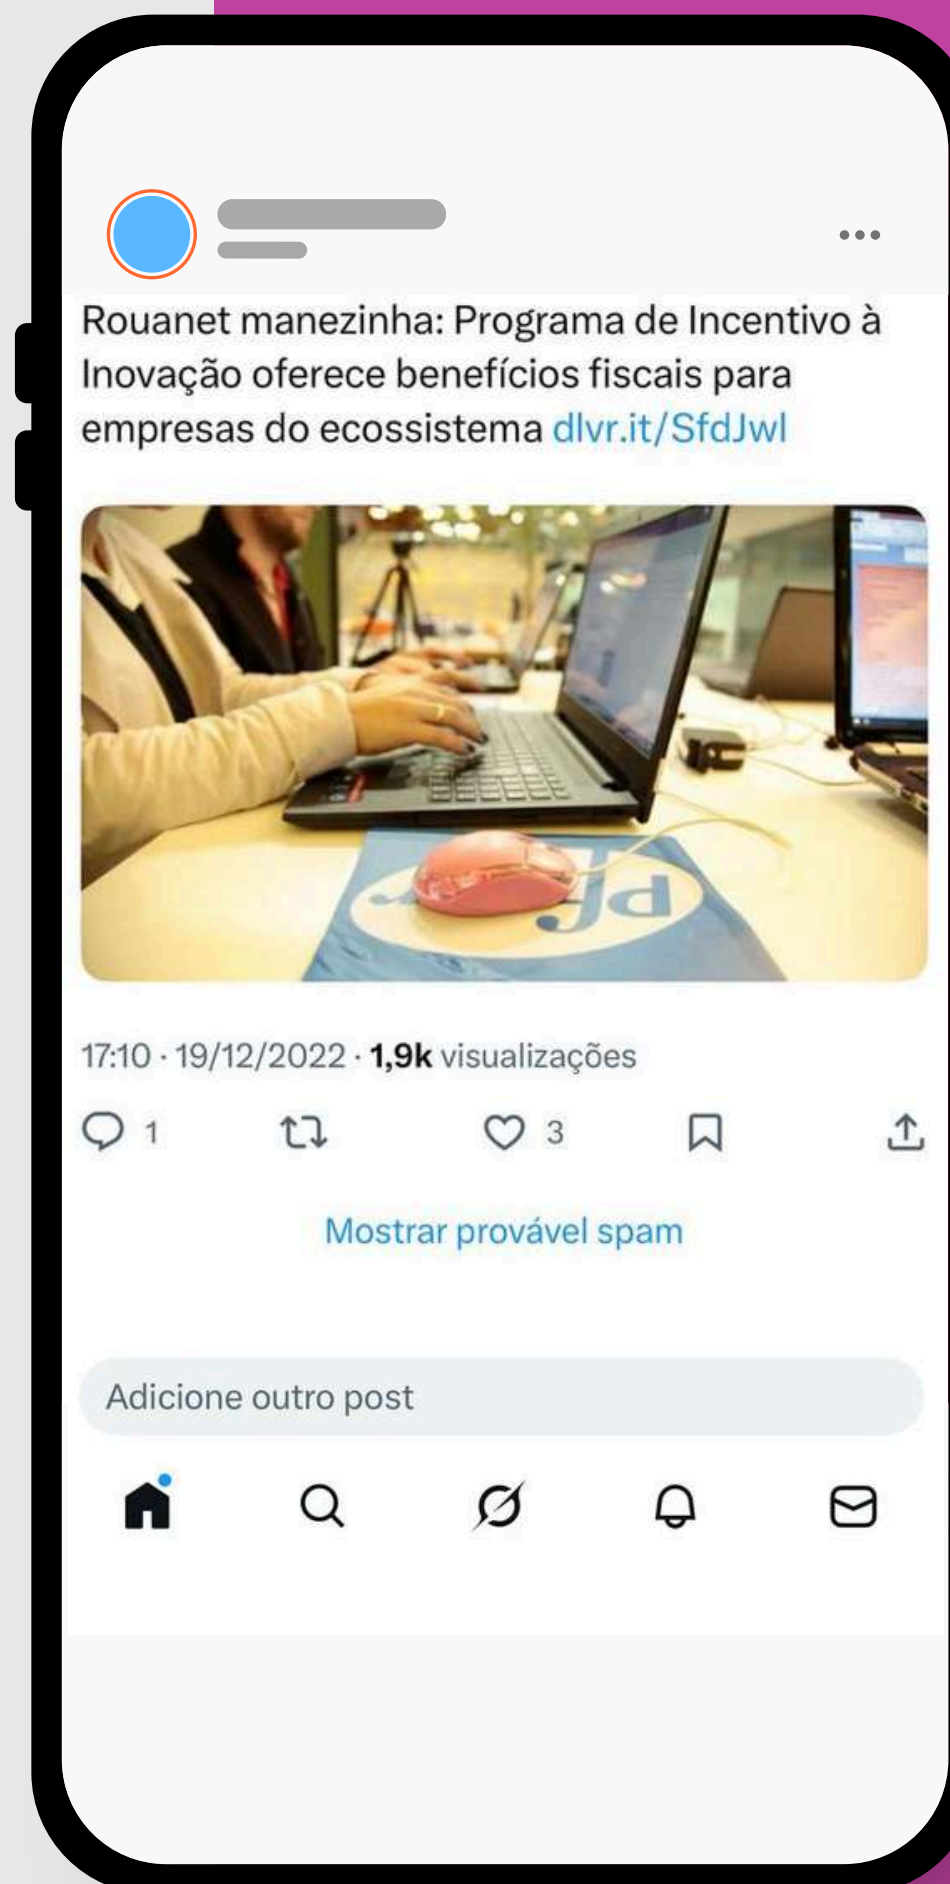 Rouanet manezinha: Programa de Incentivo à
Inovação oferece benefícios fiscais para
empresas do ecossistema dlvr.it/SfdJwl
pf
17:10 · 19/12/2022 · 1,9k visualizações
1
3
Mostrar provável spam
Adicione outro post